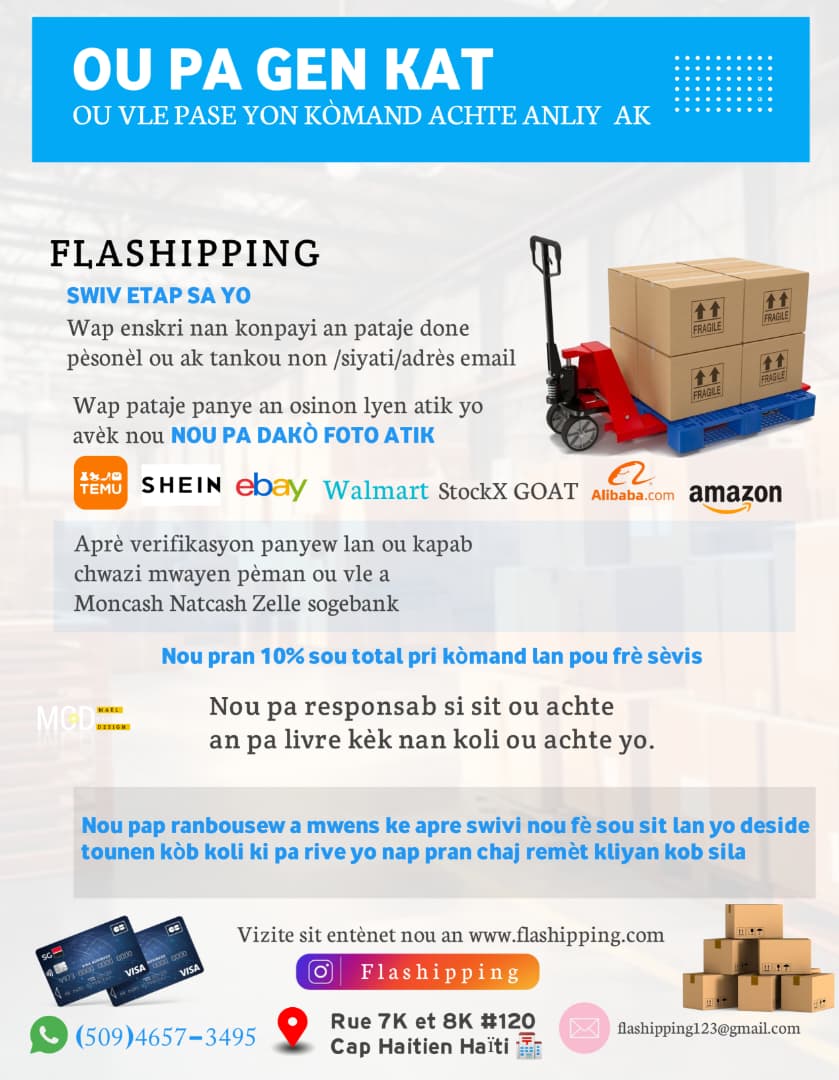 OU PA GEN KAT
OU VLE PASE YON KÒMAND ACHTE ANLIY AK
FLASHIPPING
SWIV ETAP SA YO
Wap enskri nan konpayi an pataje done
pèsonèl ou ak tankou non /siyati/adrès email
Wap pataje panye an osinon lyen atik yo
avèk nou NOU PA DAKÒ FOTO ATIK
FRAGILE FRAGILE
FRAGILE FRAGILE
TEMU SHEIN ebay Walmart StockX GOAT Alibaba.com amazon
Aprè verifikasyon panyew lan ou kapab
chwazi mwayen pèman ou vle a
Moncash Natcash Zelle sogebank
Nou pran 10% sou total pri kòmand lan pou frè sèvis
MGD MAËL
DESIGN
Nou pa responsab si sit ou achte
an pa livre kèk nan koli ou achte yo.
Nou pap ranbousew a mwens ke apre swivi nou fè sou sit lan yo deside
tounen kòb koli ki pa rive yo nap pran chaj remèt kliyan kob sila
Vizite sit entènet nou an www.flashipping.com
Flashipping
SG VISA VISA
(509)4657-3495
Rue 7K et 8K #120
Cap Haitien Haïti
flashipping123@gmail.com